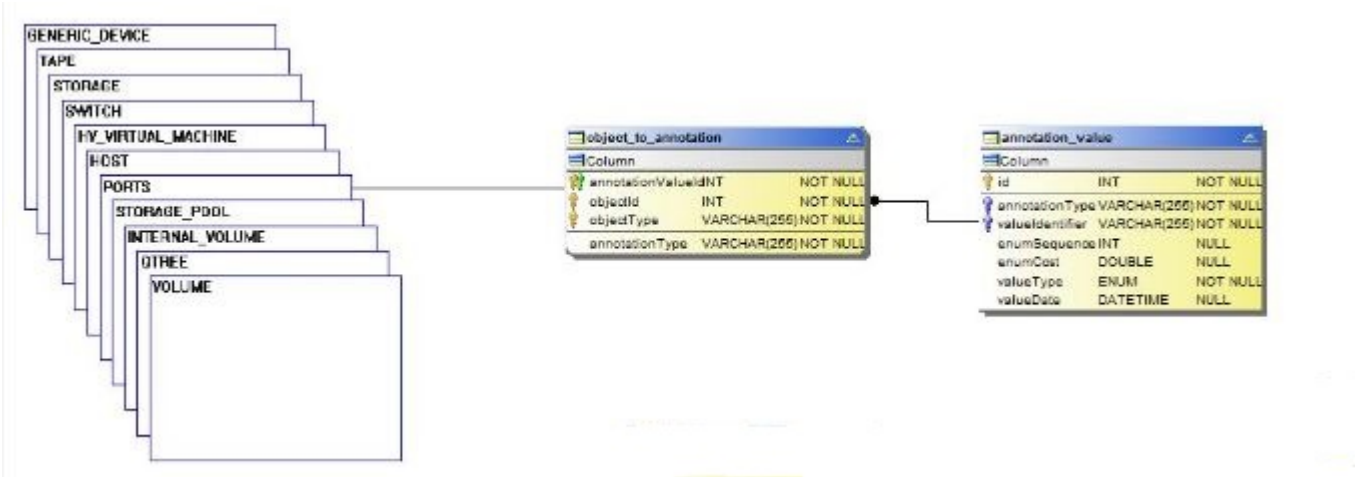 GENERIC_DEVICE
TAPE
STORAGE
SWITCH
HV_VIRTUAL_MACHINE
HOST
PORTS
STORAGE_POOL
INTERNAL_VOLUME
QTREE
VOLUME
object_to_annotation
Column
annotationValueId INT NOT NULL
objectId INT NOT NULL
objectType VARCHAR(255) NOT NULL
annotationType VARCHAR(255) NOT NULL
annotation_value
Column
id INT NOT NULL
annotationType VARCHAR(255) NOT NULL
valueIdentifier VARCHAR(255) NOT NULL
enumSequence INT NULL
enumCost DOUBLE NULL
valueType ENUM NOT NULL
valueDate DATETIME NULL